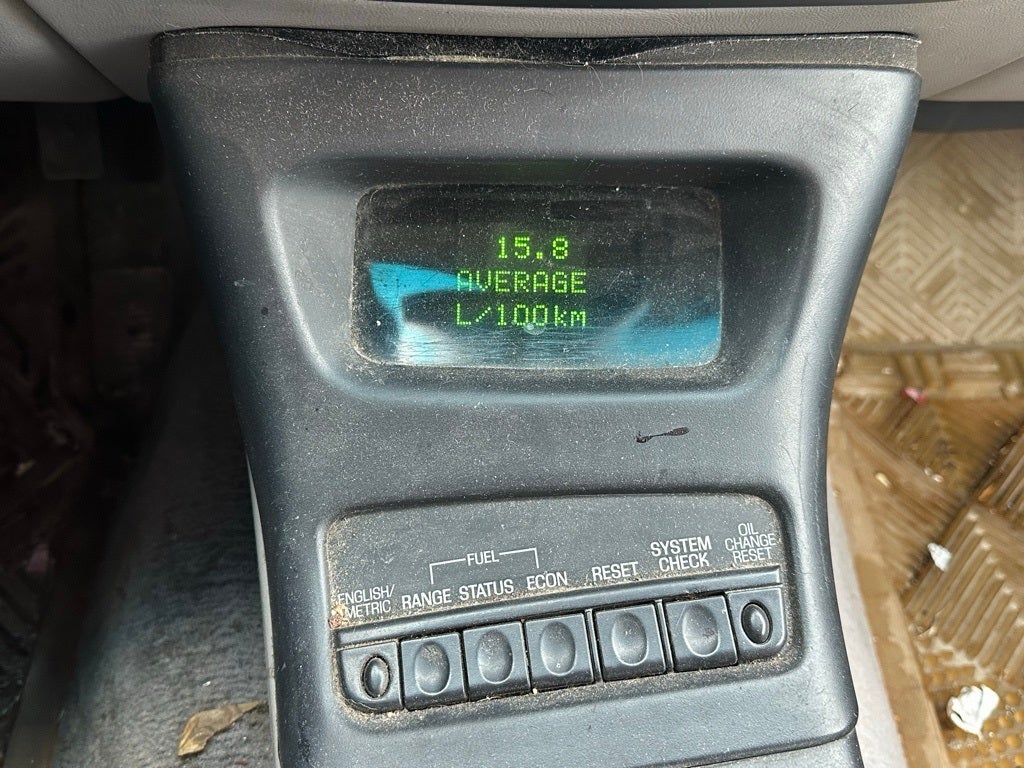 15.8
AVERAGE
L/100km
FUEL
ENGLISH/
METRIC
RANGE
STATUS
ECON
RESET
SYSTEM
CHECK
OIL
CHANGE
RESET